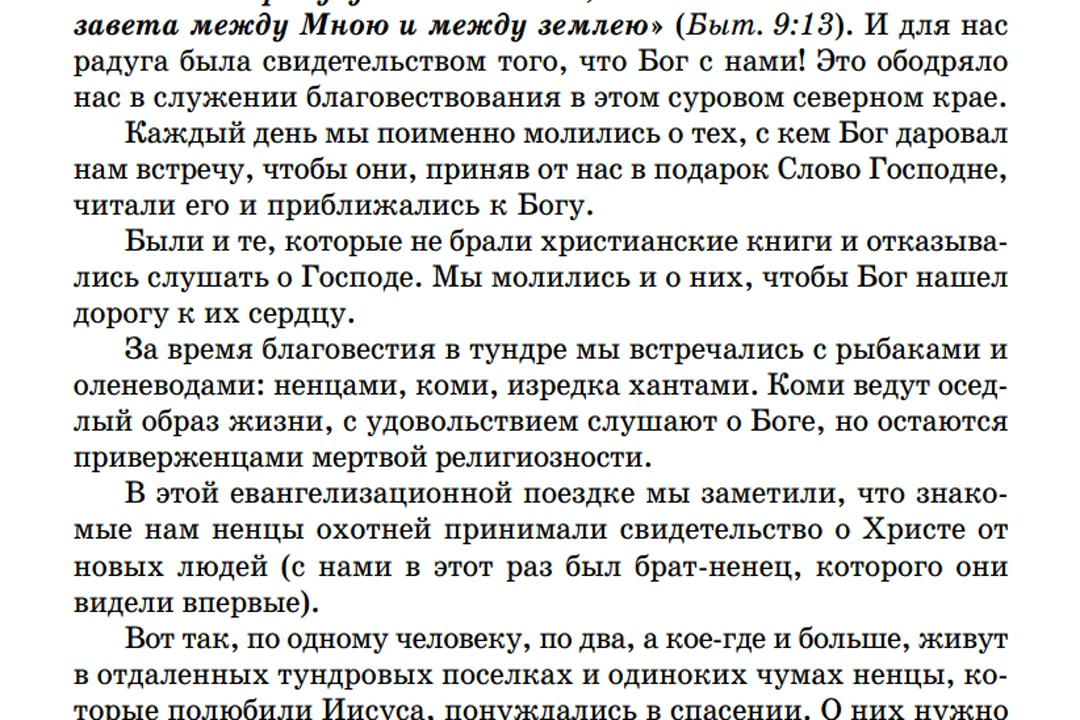 завета между Мною и между землею» (Быт. 9:13). И для нас
радуга была свидетельством того, что Бог с нами! Это ободряло
нас в служении благовествования в этом суровом северном крае.
Каждый день мы поименно молились о тех, с кем Бог даровал
нам встречу, чтобы они, приняв от нас в подарок Слово Господне,
читали его и приближались к Богу.
Были и те, которые не брали христианские книги и отказыва-
лись слушать о Господе. Мы молились и о них, чтобы Бог нашел
дорогу к их сердцу.
За время благовестия в тундре мы встречались с рыбаками и
оленеводами: ненцами, коми, изредка хантами. Коми ведут осед-
лый образ жизни, с удовольствием слушают о Боге, но остаются
приверженцами мертвой религиозности.
В этой евангелизационной поездке мы заметили, что знако-
мые нам ненцы охотней принимали свидетельство о Христе от
новых людей (с нами в этот раз был брат-ненец, которого они
видели впервые).
Вот так, по одному человеку, по два, а кое-где и больше, живут
в отдаленных тундровых поселках и одиноких чумах ненцы, ко-
торые полюбили Иисуса, понуждались в спасении. О них нужно